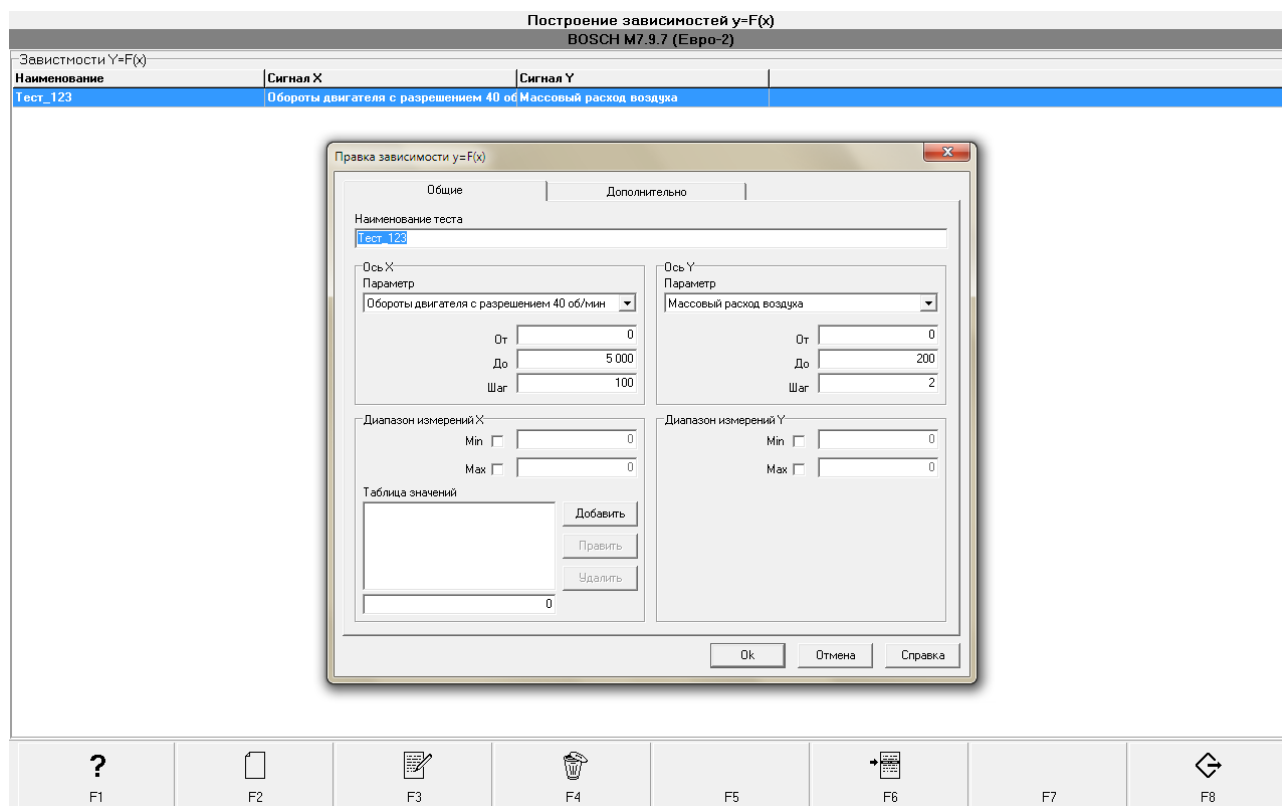 Построение зависимостей y=F(x)
BOSCH M7.9.7 (Евро-2)
Завистмости Y=F(x)
Наименование Сигнал X Сигнал Y
Тест_123 Обороты двигателя с разрешением 40 об Массовый расход воздуха
Правка зависимости y=F(x)
Общие Дополнительно
Наименование теста
Тест_123
Ось X Ось Y
Параметр Параметр
Обороты двигателя с разрешением 40 об/мин Массовый расход воздуха
От 0 От 0
До 5 000 До 200
Шаг 100 Шаг 2
Диапазон измерений X Диапазон измерений Y
Min 0 Min 0
Max 0 Max 0
Таблица значений
Добавить
Править
Удалить
0
Ok Отмена Справка
?
F1 F2 F3 F4 F5 F6 F7 F8